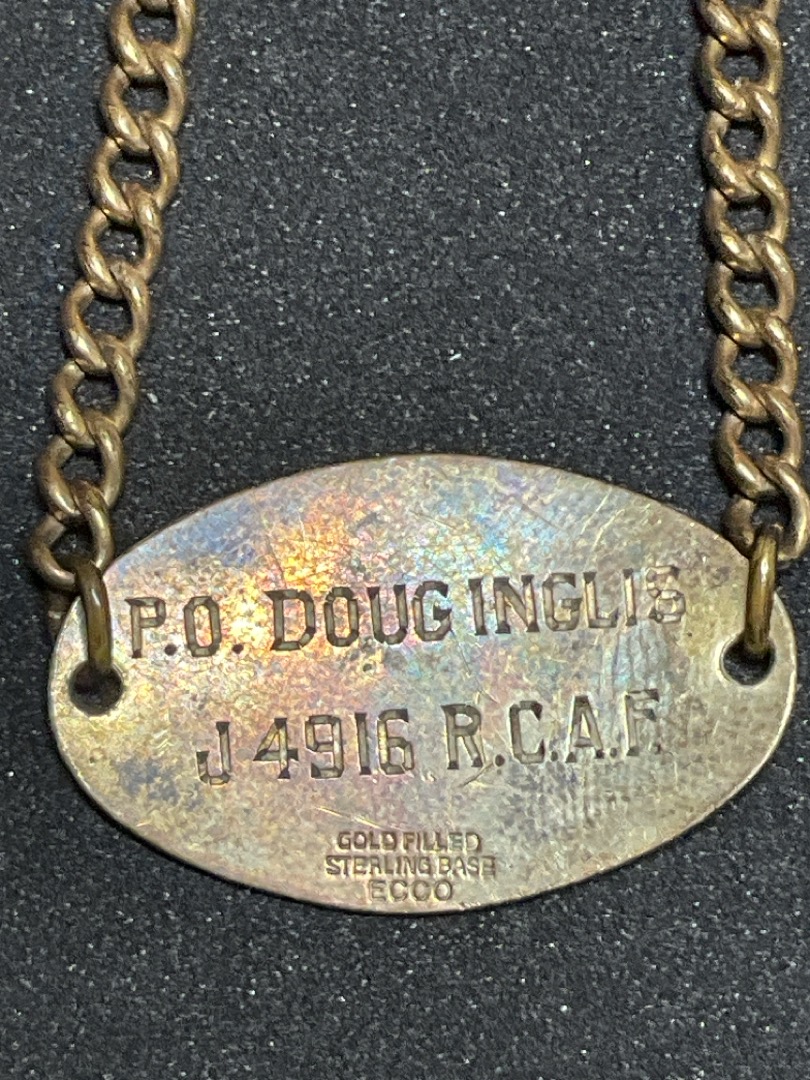 P.O. DOUG INGLIS
J 4916 R.C.A.F.
GOLD FILLED
STERLING BASE
ECCO